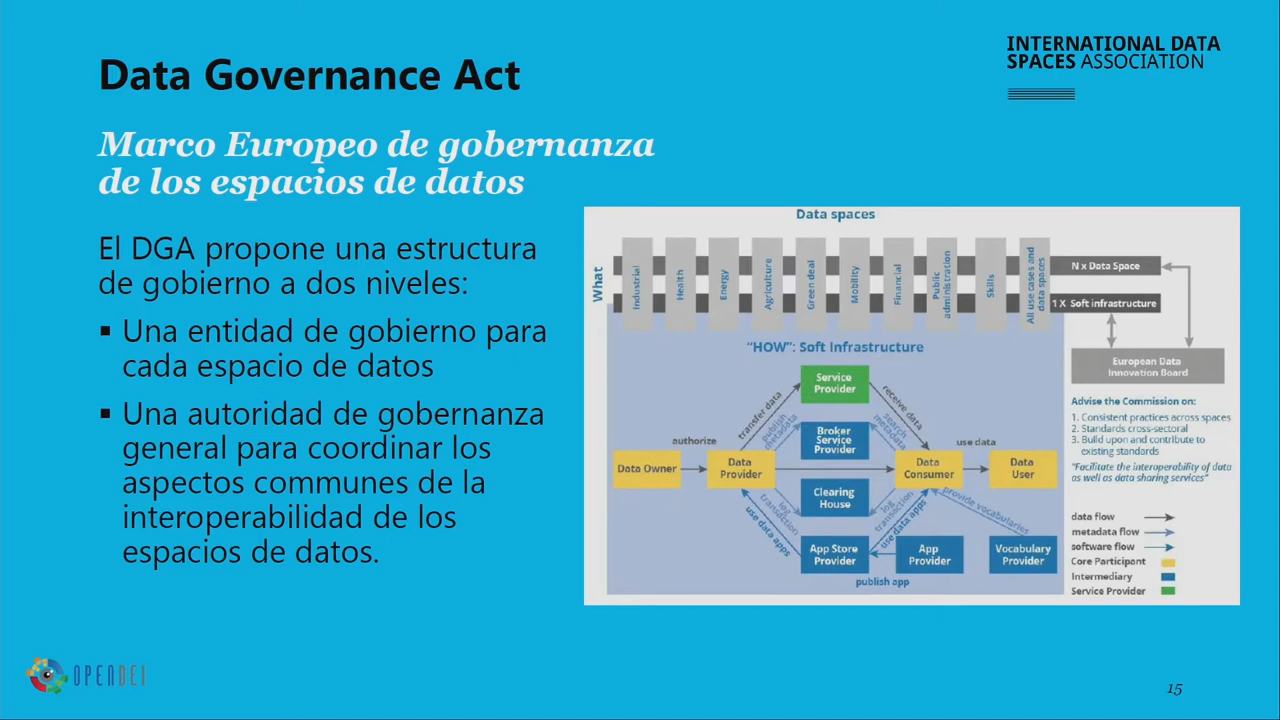 INTERNATIONAL DATA
SPACES ASSOCIATION
Data Governance Act
Marco Europeo de gobernanza
de los espacios de datos
El DGA propone una estructura
de gobierno a dos niveles:
▪ Una entidad de gobierno para
cada espacio de datos
▪ Una autoridad de gobernanza
general para coordinar los
aspectos communes de la
interoperabilidad de los
espacios de datos.
Data spaces
What
Industrial
Health
Energy
Agriculture
Green deal
Mobility
Financial
Public
administration
Skills
All use cases and
data spaces
N x Data Space
1 X Soft infrastructure
"HOW": Soft Infrastructure
European Data
Innovation Board
Service
Provider
transfer data
publish
metadata
receive data
search
metadata
Broker
Service
Provider
authorize
use data
Data Owner
Data
Provider
Data
Consumer
Data
User
Clearing
House
log
transaction
log
transaction
use data apps
use data apps
provide vocabularies
App Store
Provider
App
Provider
Vocabulary
Provider
publish app
Advise the Commission on:
1. Consistent practices across spaces
2. Standards cross-sectoral
3. Build upon and contribute to
existing standards
"Facilitate the interoperability of data
as well as data sharing services"
data flow
metadata flow
software flow
Core Participant
Intermediary
Service Provider
OPENDEI
15